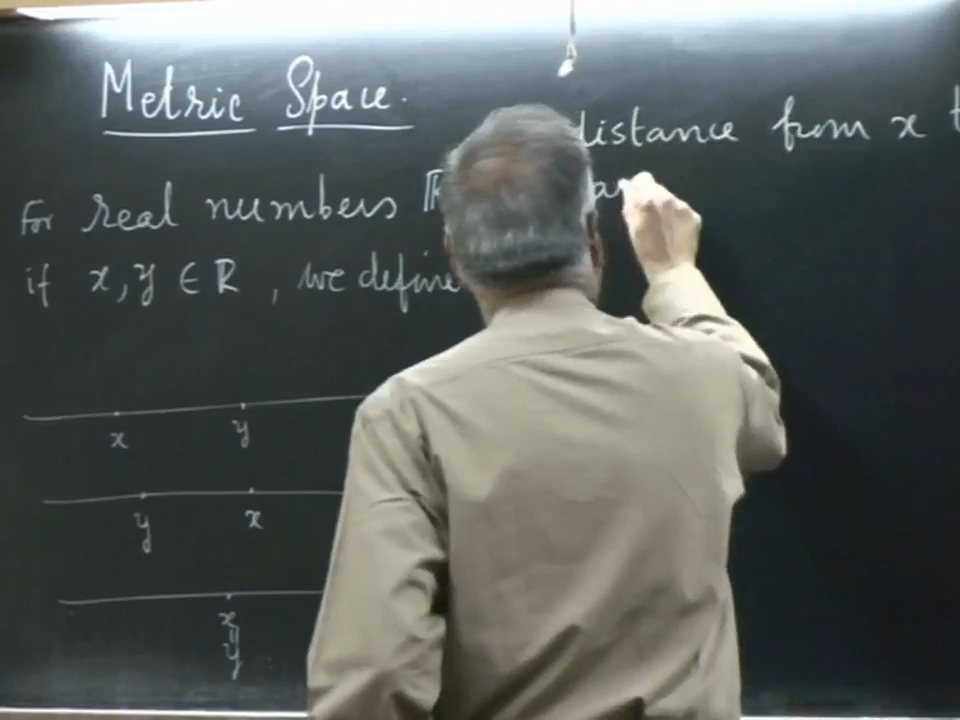 Metric Space.
distance from x
For real numbers
if x, y ∈ ℝ, we define
x y
y x
x
||
y